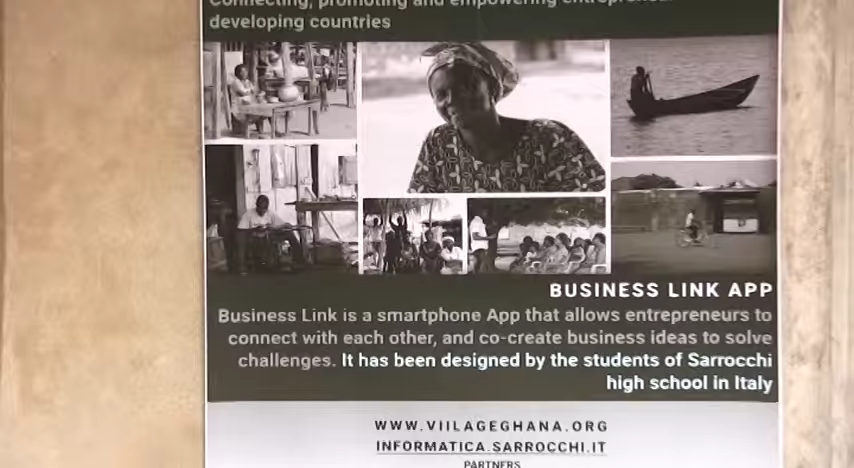 Connecting, promoting and empowering
developing countries
BUSINESS LINK APP
Business Link is a smartphone App that allows entrepreneurs to
connect with each other, and co-create business ideas to solve
challenges. It has been designed by the students of Sarrocchi
high school in Italy
WWW.VIILAGEGHANA.ORG
INFORMATICA.SARROCCHI.IT
PARTNERS